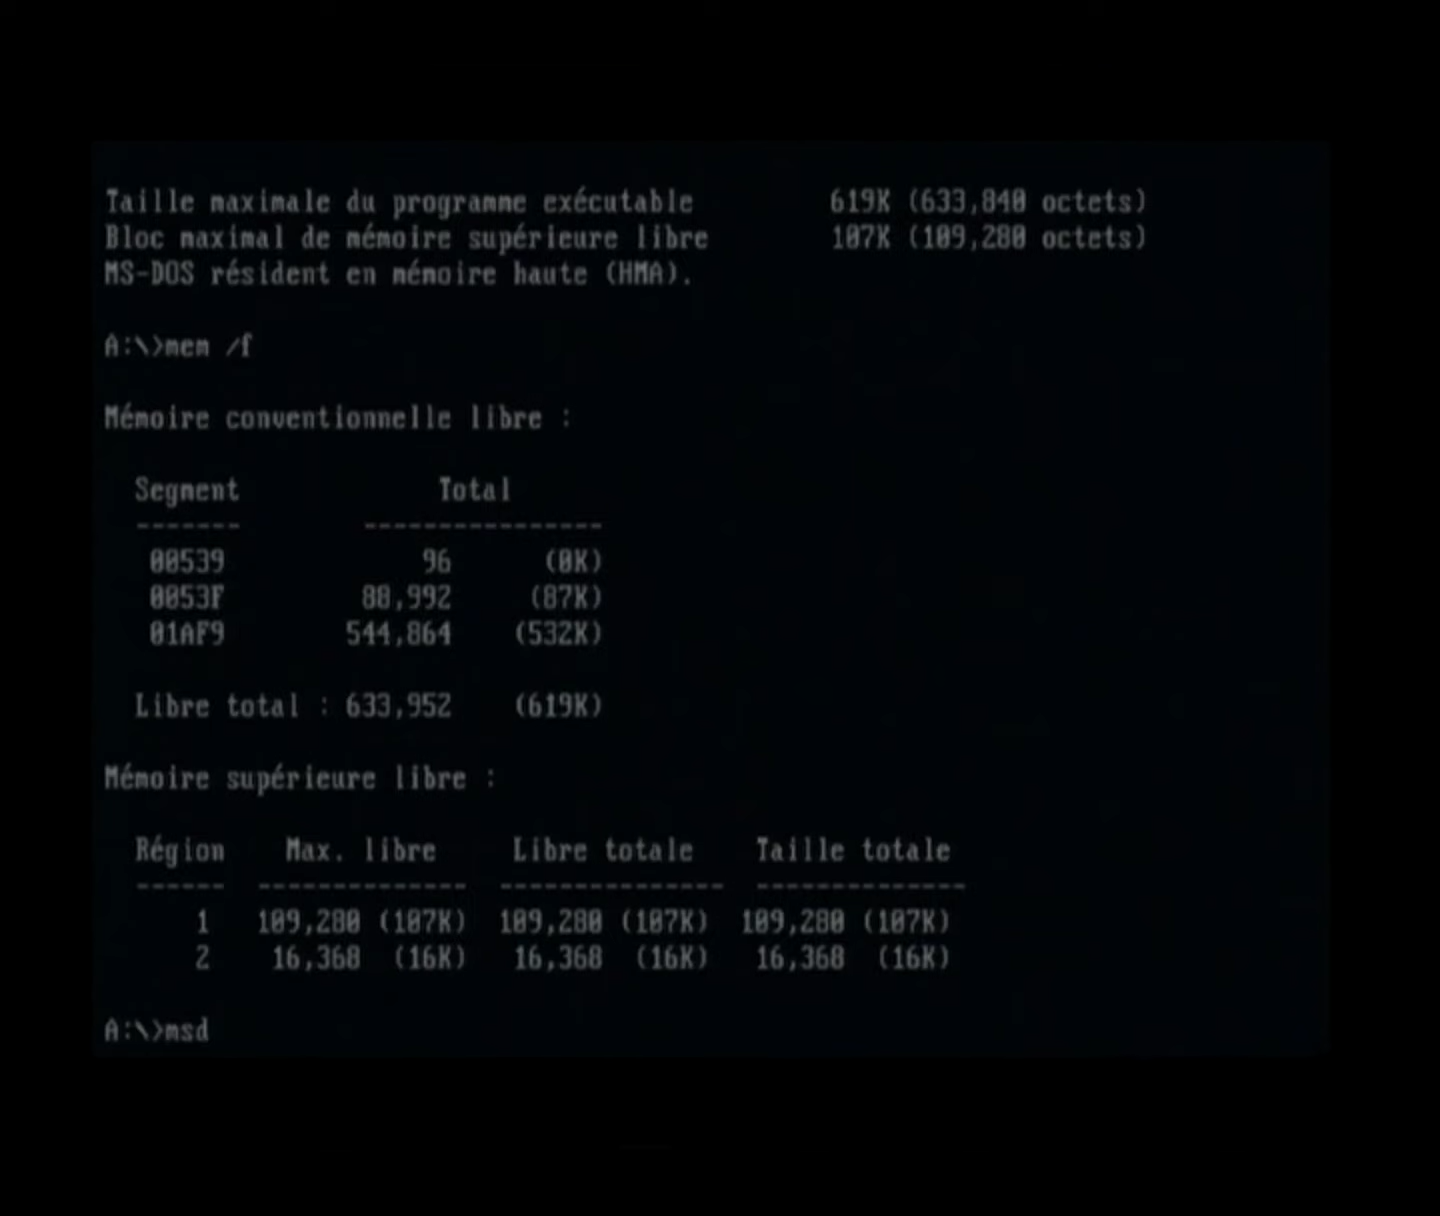 Taille maximale du programme exécutable 619K (633,840 octets)
Bloc maximal de mémoire supérieure libre 107K (109,280 octets)
MS-DOS résident en mémoire haute (HMA).
A:\>mem /f
Mémoire conventionnelle libre :
Segment Total
------- ----------------
00539 96 (0K)
0053F 88,992 (87K)
01AF9 544,864 (532K)
Libre total : 633,952 (619K)
Mémoire supérieure libre :
Région Max. libre Libre totale Taille totale
------ -------------- --------------- --------------
1 109,280 (107K) 109,280 (107K) 109,280 (107K)
2 16,368 (16K) 16,368 (16K) 16,368 (16K)
A:\>msd